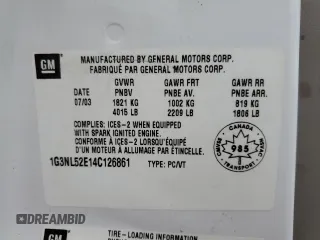 GM
MANUFACTURED BY GENERAL MOTORS CORP.
FABRIQUÉ PAR GENERAL MOTORS CORP.
GVWR GAWR FRT GAWR RR
DATE PNBV PNBE AV. PNBE ARR.
07/03 1821 KG 1002 KG 819 KG
4015 LB 2209 LB 1806 LB
COMPLIES: ICES-2 WHEN EQUIPPED
WITH SPARK IGNITED ENGINE.
CONFORME À ICES-2 LORSQU'ÉQUIPÉ
D'UN MOTEUR À ALLUMAGE PAR ÉTINCELLE.
1G3NL52E14C126861 TYPE: PC/VT
CANADA
985
TRANSPORT
GM
TIRE-LOADING INFORMATION
DREAMBID